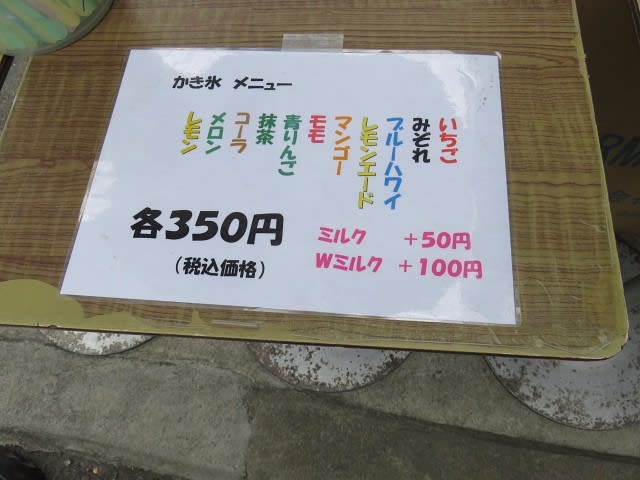 かき氷 メニュー
いちご
みぞれ
ブルーハワイ
レモンエード
マンゴー
モモ
青りんご
抹茶
コーラ
メロン
レモン
各350円
(税込価格)
ミルク +50円
Wミルク +100円